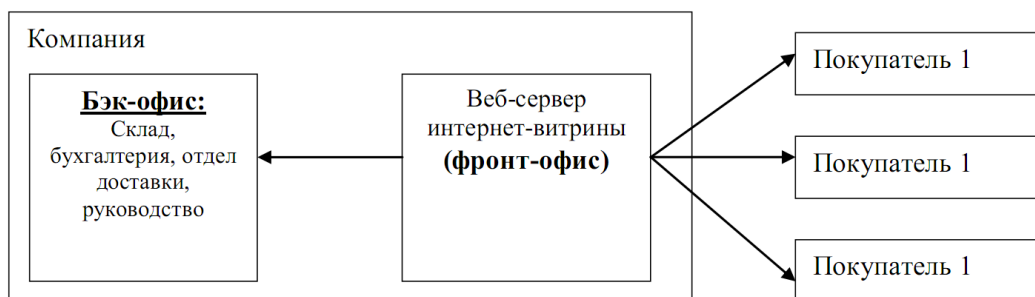 Компания
Бэк-офис:
Склад,
бухгалтерия, отдел
доставки,
руководство
Веб-сервер
интернет-витрины
(фронт-офис)
Покупатель 1
Покупатель 1
Покупатель 1